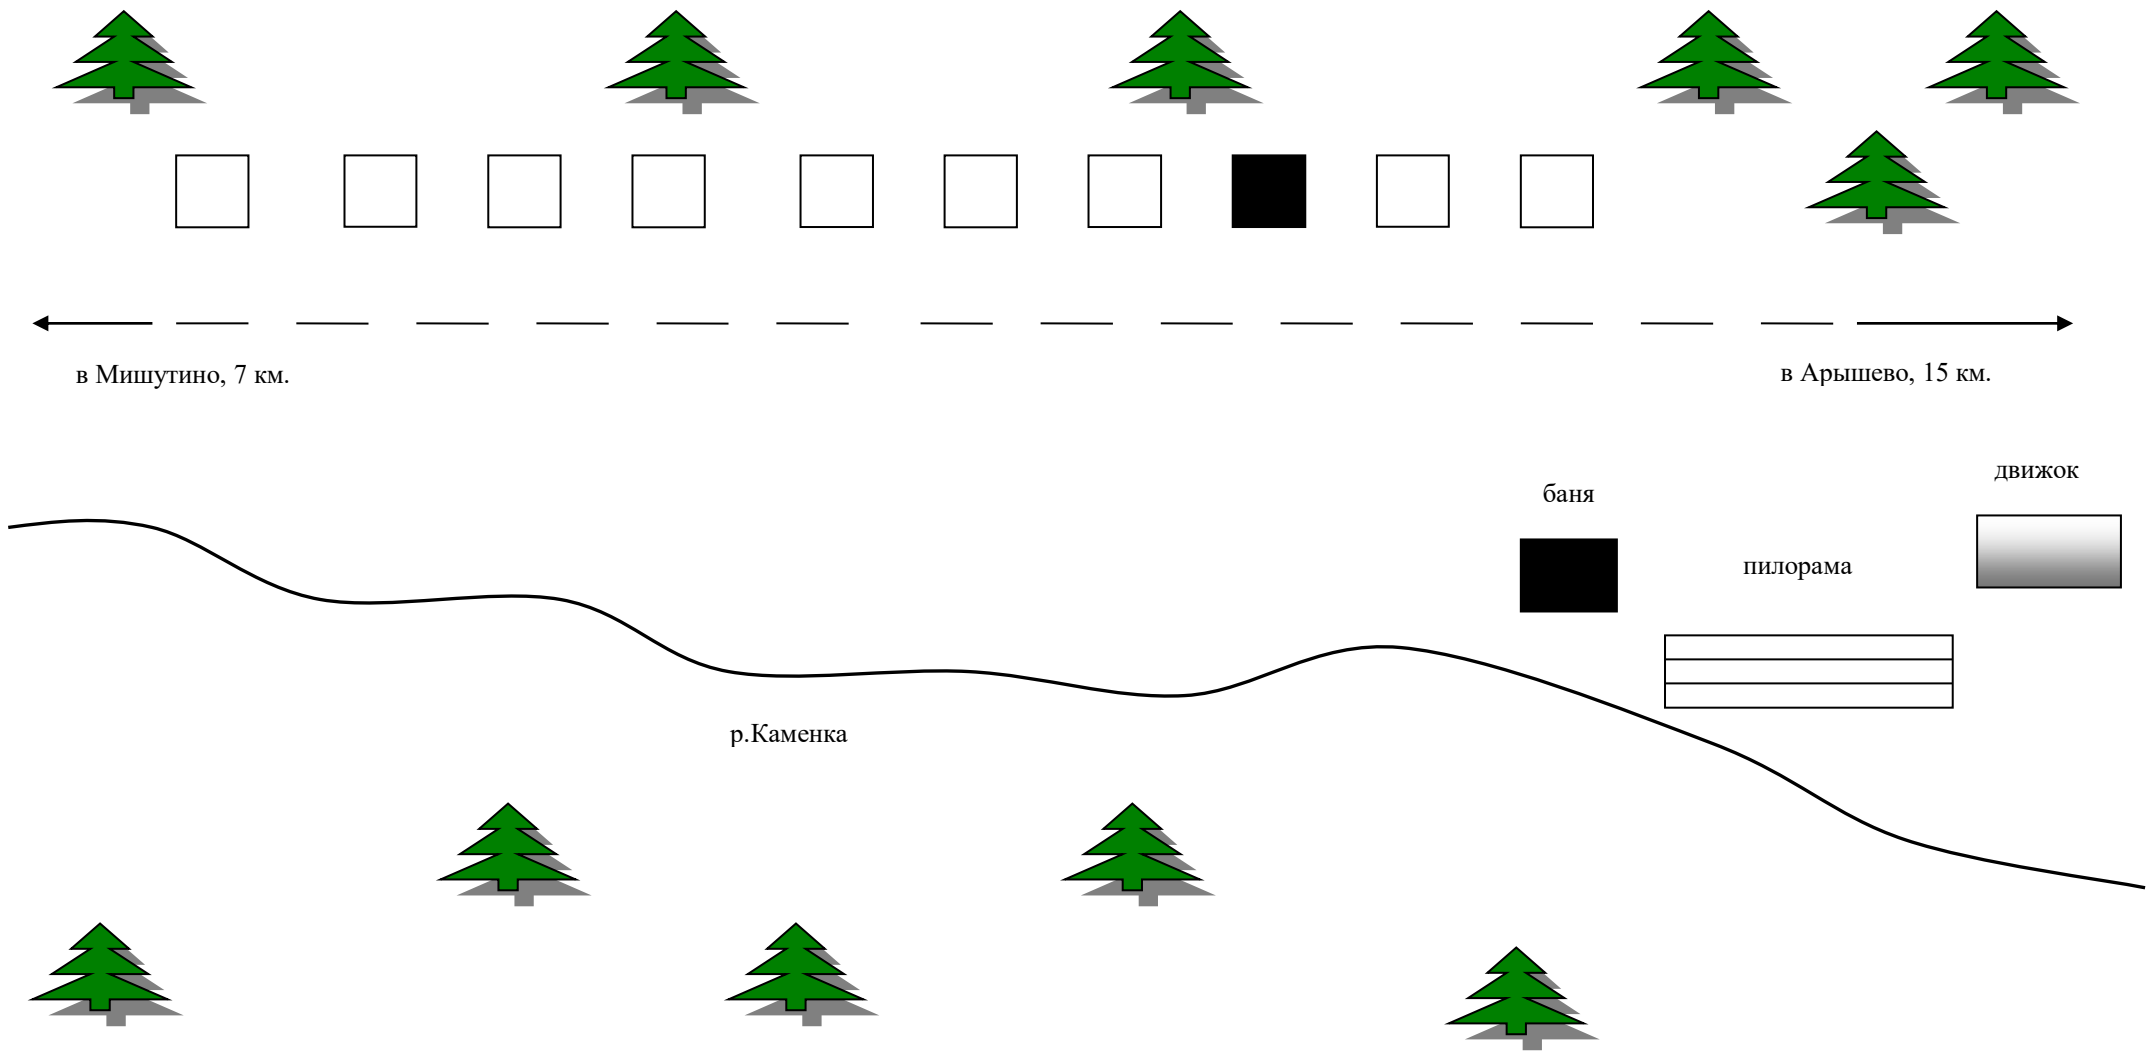 в Мишутино, 7 км.
в Арышево, 15 км.
движок
баня
пилорама
р.Каменка